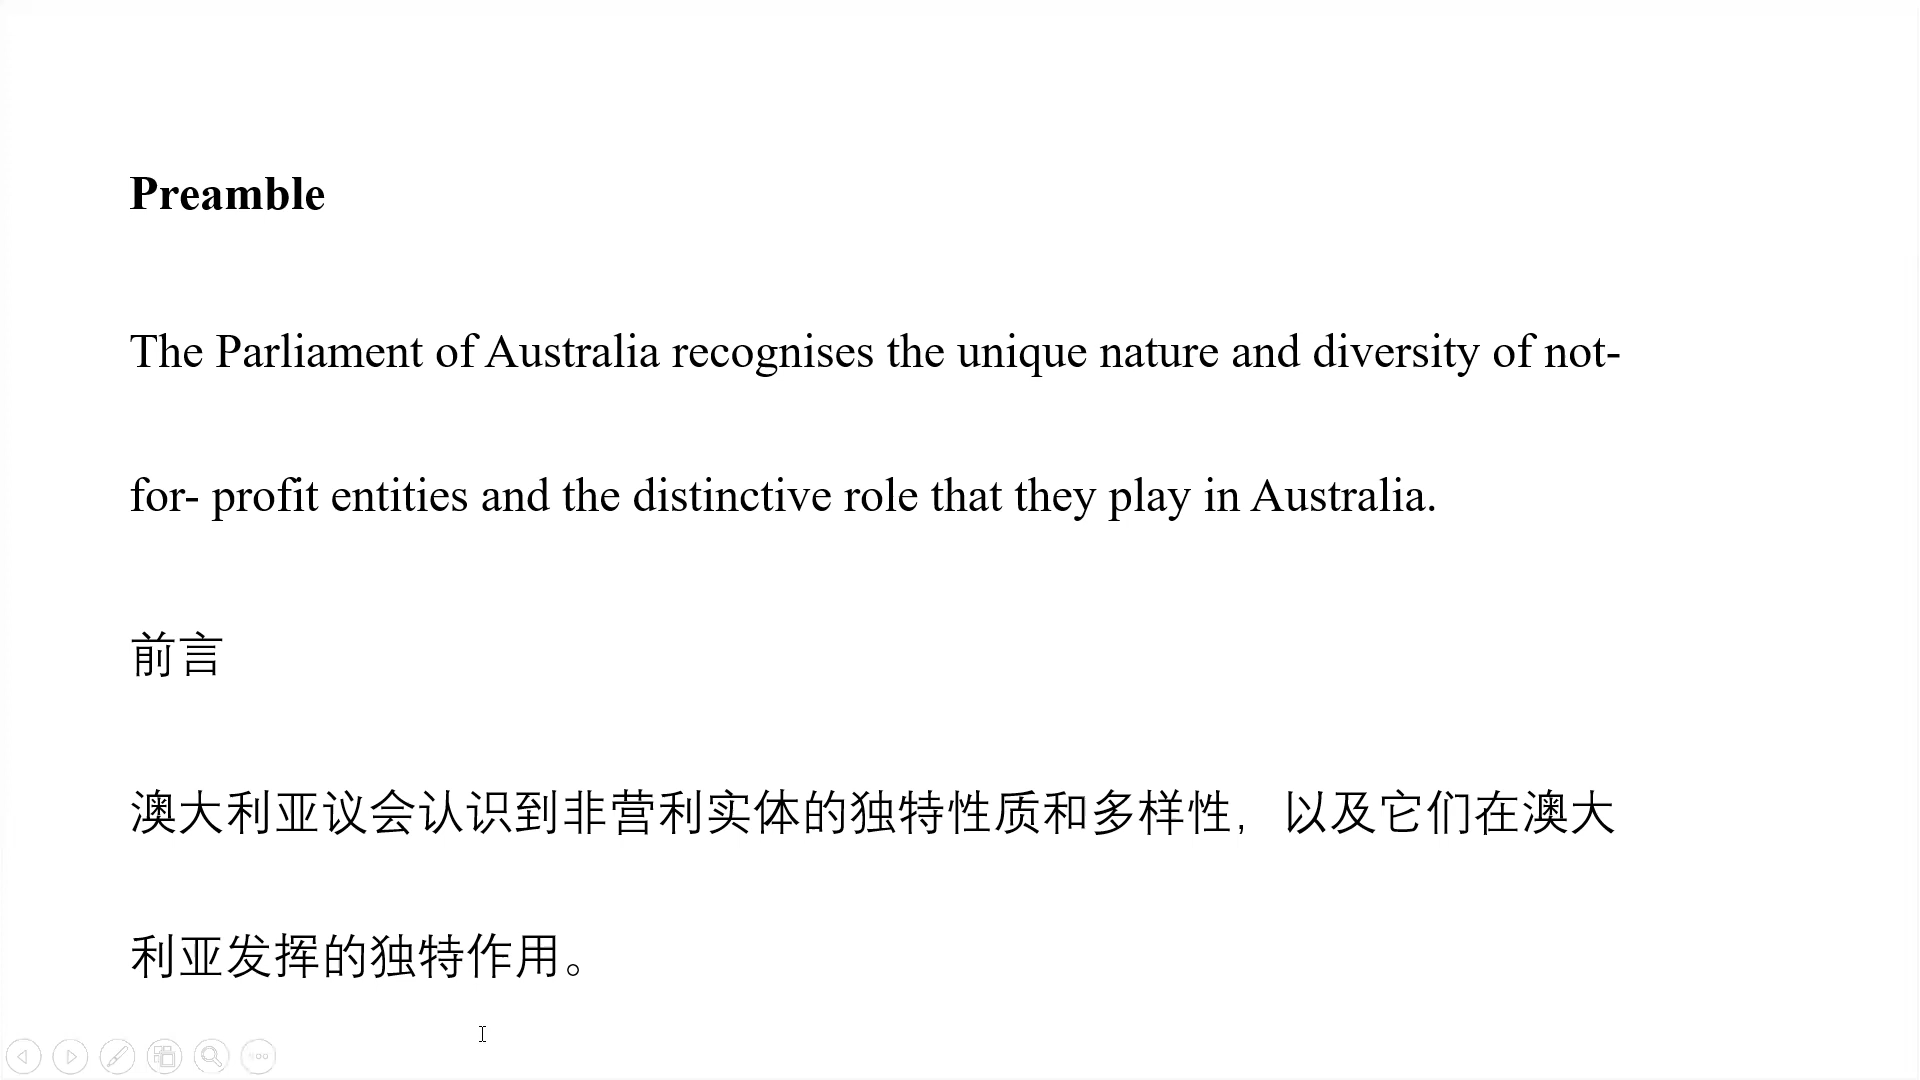 Preamble
The Parliament of Australia recognises the unique nature and diversity of not-
for- profit entities and the distinctive role that they play in Australia.
前言
澳大利亚议会认识到非营利实体的独特性质和多样性，以及它们在澳大
利亚发挥的独特作用。